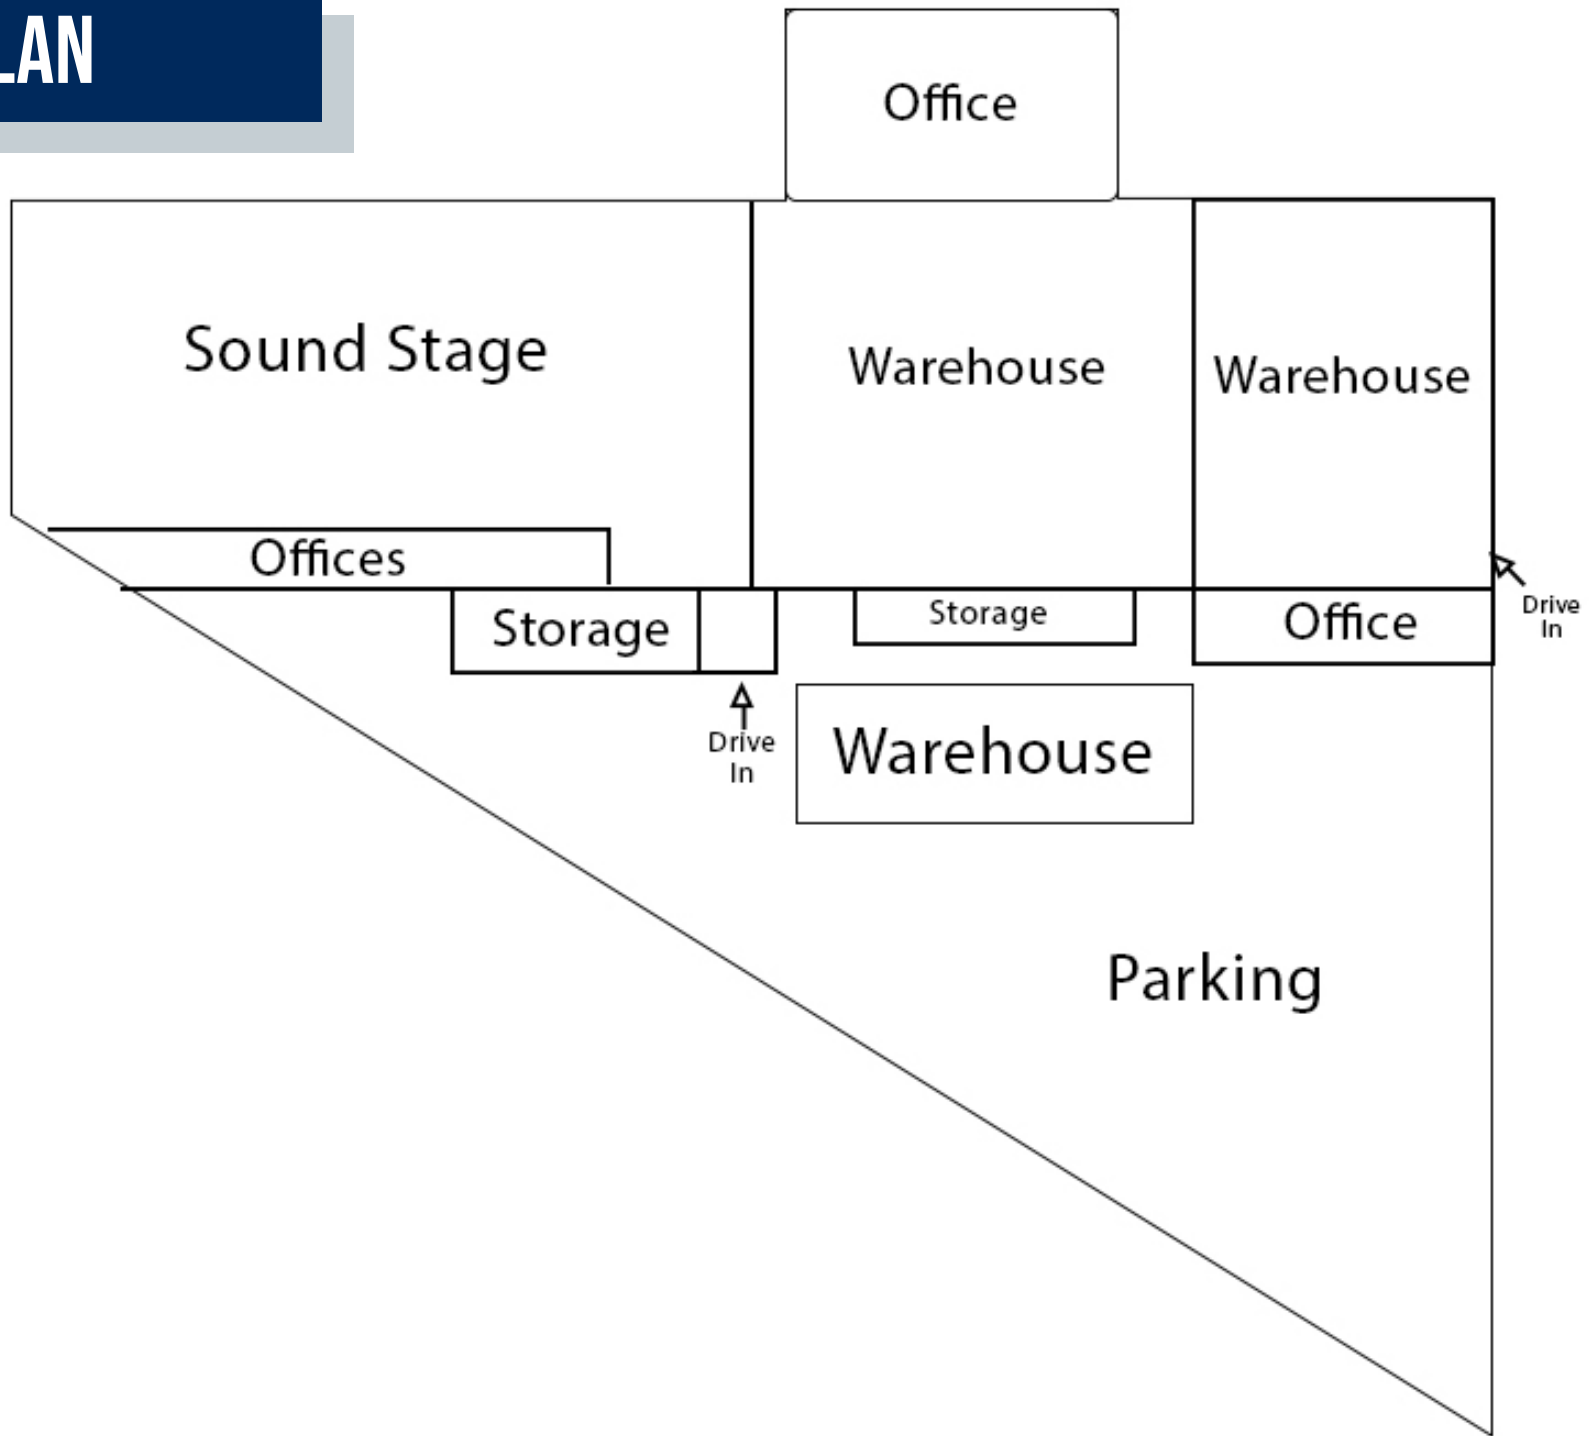 LAN
Office
Sound Stage
Warehouse
Warehouse
Offices
Storage
Storage
Office
Drive
In
Drive
In
Warehouse
Parking